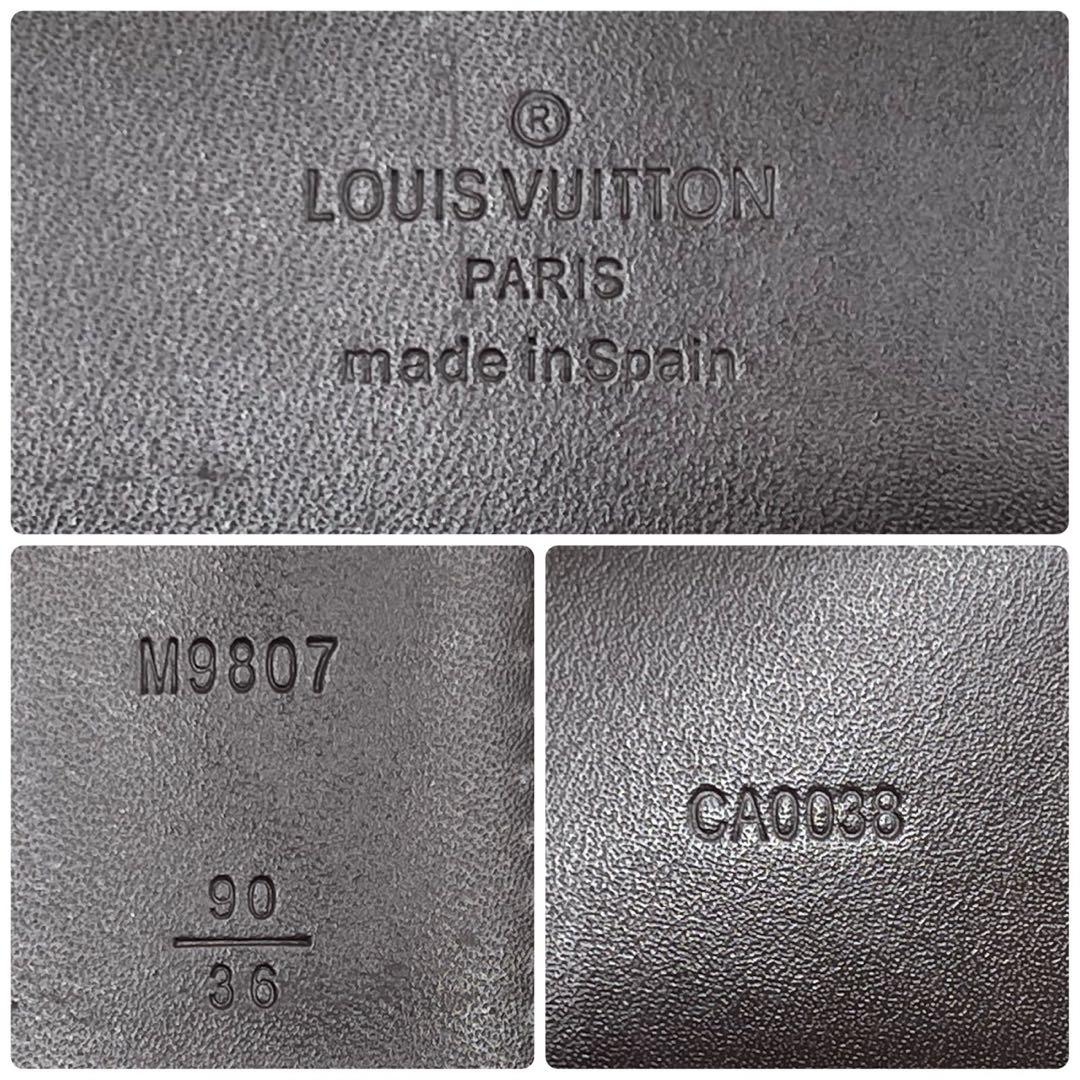 ®
LOUIS VUITTON
PARIS
made in Spain
M9807
90
36
CA0038